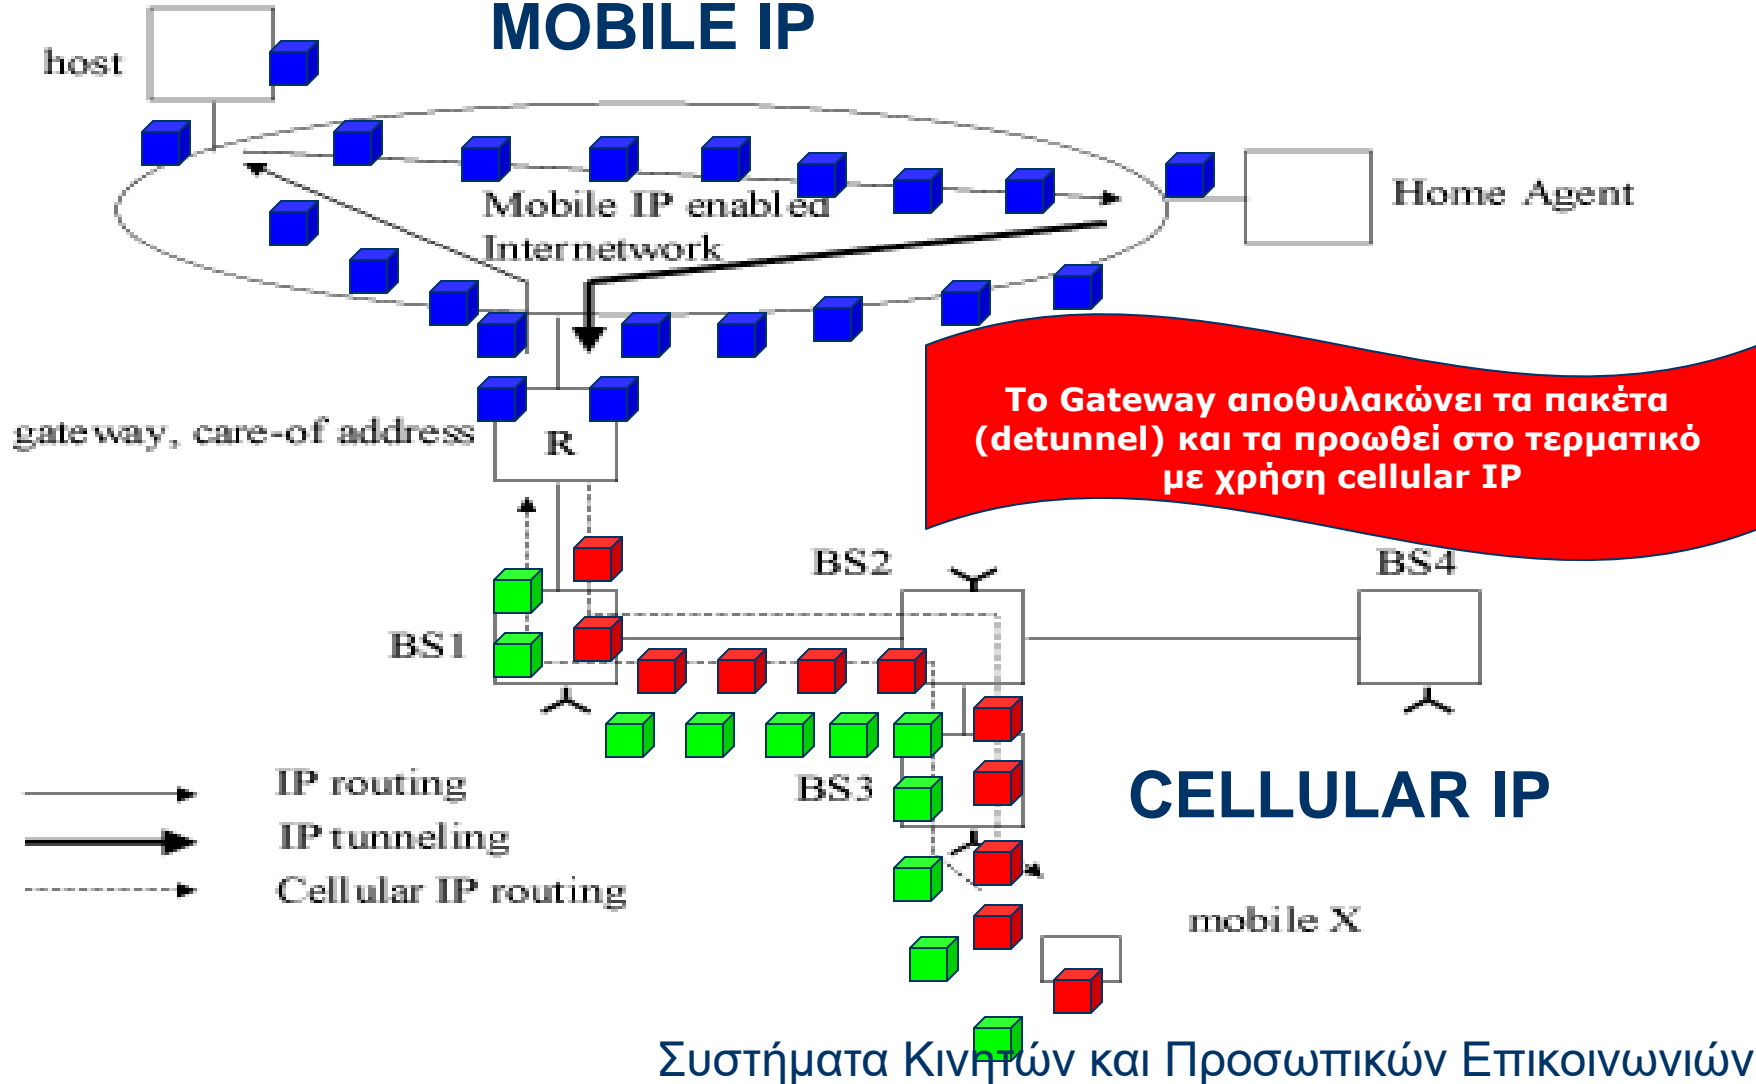 MOBILE IP
host
Mobile IP enabled
Internetwork
Home Agent
gateway, care-of address
R
Το Gateway αποθυλακώνει τα πακέτα
(detunnel) και τα προωθεί στο τερματικό
με χρήση cellular IP
BS2
BS4
BS1
BS3
CELLULAR IP
IP routing
IP tunneling
Cellular IP routing
mobile X
Συστήματα Κινητών και Προσωπικών Επικοινωνιών